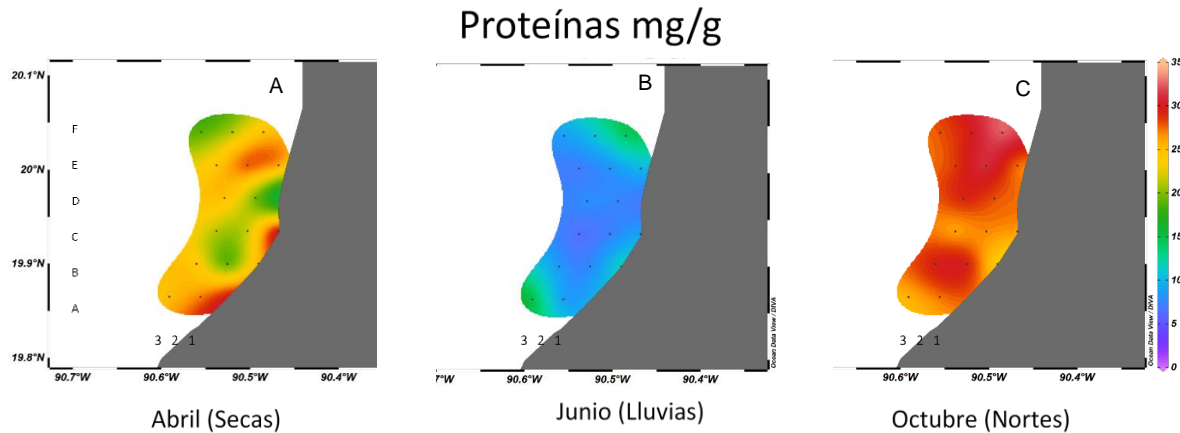 Proteínas mg/g
A
B
C
20.1°N
20°N
19.9°N
19.8°N
F
E
D
C
B
A
3 2 1
90.7°W 90.6°W 90.5°W 90.4°W
3 2 1
7°W 90.6°W 90.5°W 90.4°W
Ocean Data View / DIVA
3 2 1
90.6°W 90.5°W 90.4°W
Ocean Data View / DIVA
35
30
25
20
15
10
5
0
Abril (Secas)
Junio (Lluvias)
Octubre (Nortes)